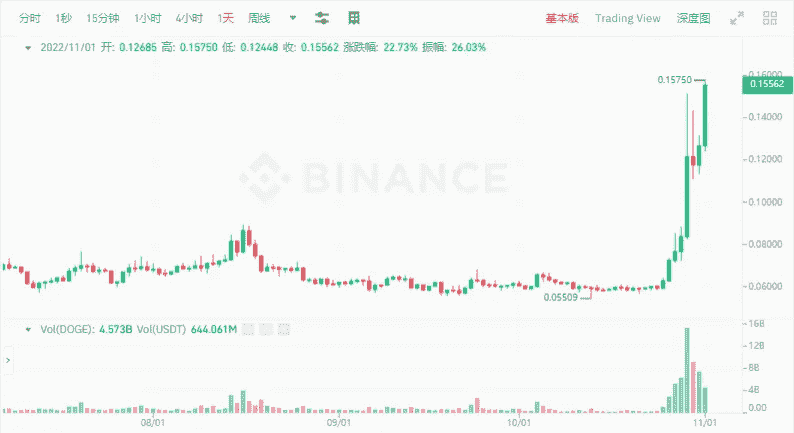 分时 1秒 15分钟 1小时 4小时 1天 周线 基本版 Trading View 深度图
2022/11/01 开: 0.12685 高: 0.15750 低: 0.12448 收: 0.15562 涨跌幅: 22.73% 振幅: 26.03%
0.15750 0.16000
0.15562
0.14000
0.12000
BINANCE
0.10000
0.08000
0.06000
0.05509
Vol(DOGE): 4.573B Vol(USDT) 644.061M 16B
12B
8B
4B
0.00
08/01 09/01 10/01 11/01